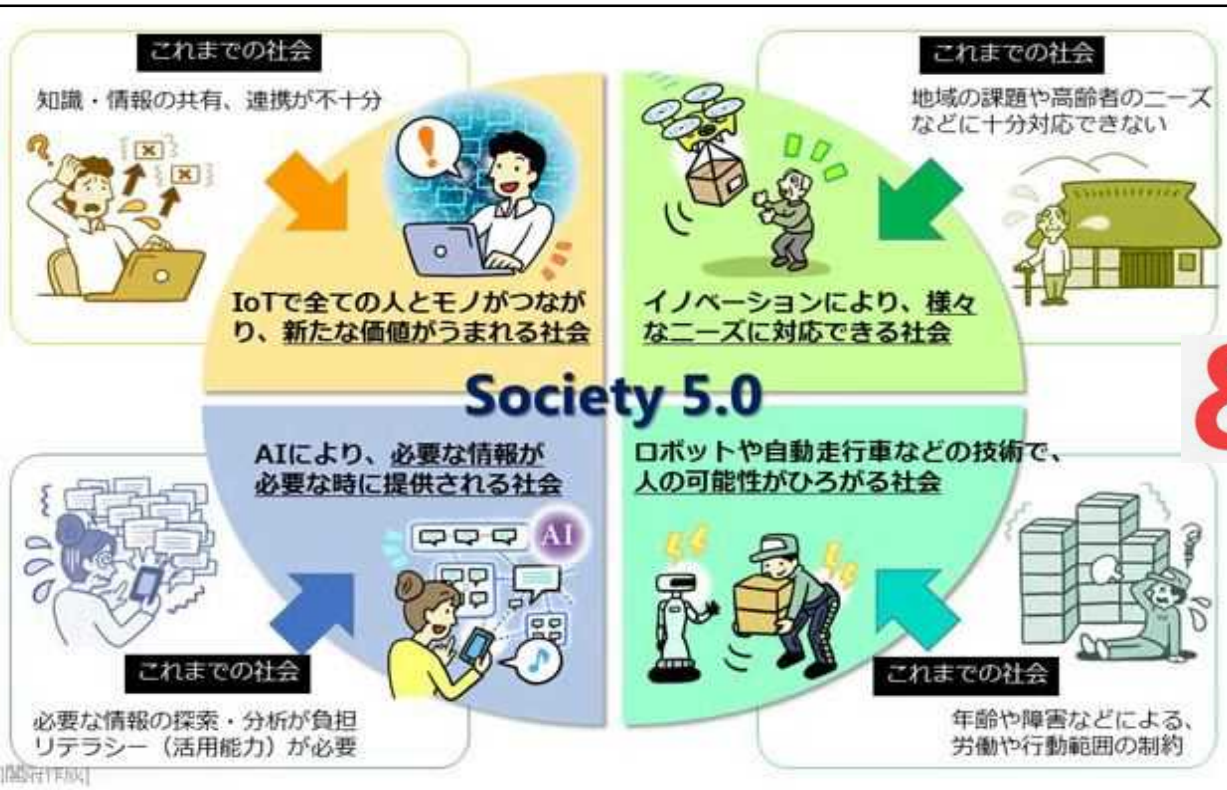 これまでの社会
知識・情報の共有、連携が不十分
IoTで全ての人とモノがつなが
り、新たな価値がうまれる社会
これまでの社会
地域の課題や高齢者のニーズ
などに十分対応できない
イノベーションにより、様々
なニーズに対応できる社会
Society 5.0
8
AIにより、必要な情報が
必要な時に提供される社会
AI
これまでの社会
必要な情報の探索・分析が負担
リテラシー（活用能力）が必要
ロボットや自動走行車などの技術で、
人の可能性がひろがる社会
これまでの社会
年齢や障害などによる、
労働や行動範囲の制約